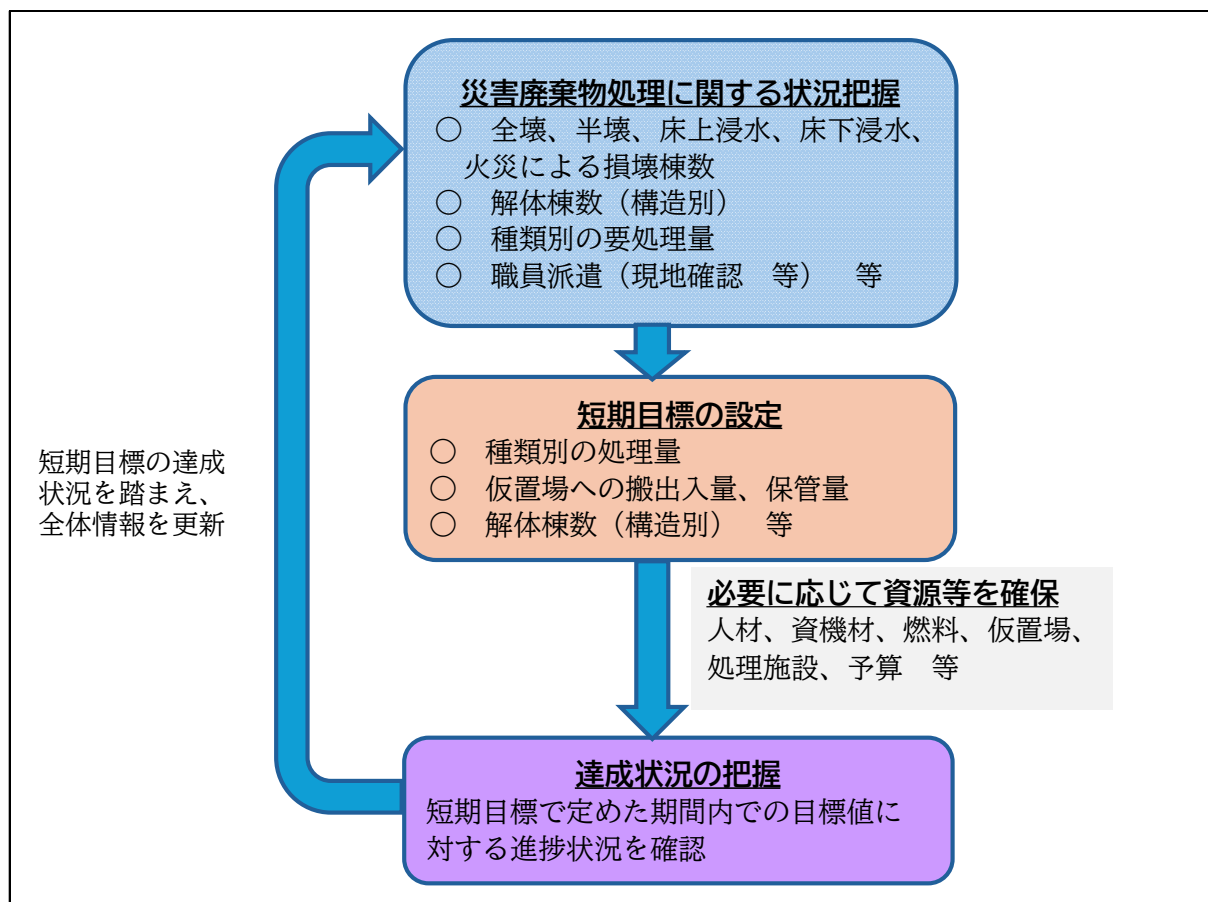 災害廃棄物処理に関する状況把握
○　全壊、半壊、床上浸水、床下浸水、
火災による損壊棟数
○　解体棟数（構造別）
○　種類別の要処理量
○　職員派遣（現地確認　等）　等
短期目標の設定
○　種類別の処理量
○　仮置場への搬出入量、保管量
○　解体棟数（構造別）　等
必要に応じて資源等を確保
人材、資機材、燃料、仮置場、
処理施設、予算　等
達成状況の把握
短期目標で定めた期間内での目標値に
対する進捗状況を確認
短期目標の達成
状況を踏まえ、
全体情報を更新